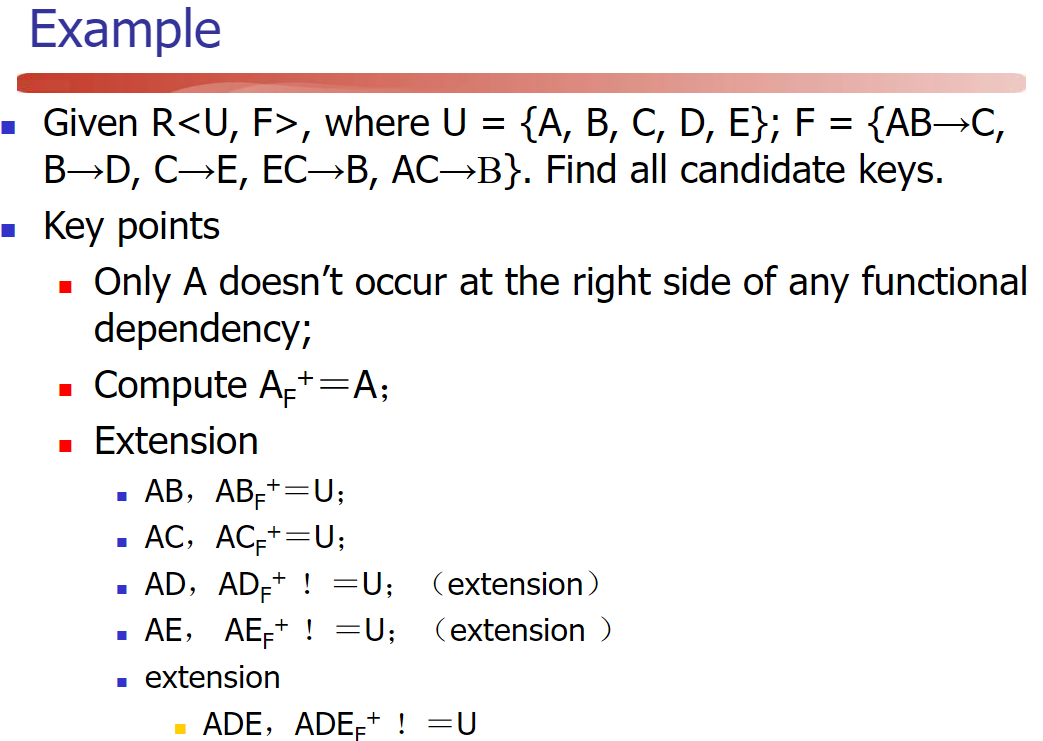 Example
Given R<U, F>, where U = {A, B, C, D, E}; F = {AB→C,
B→D, C→E, EC→B, AC→B}. Find all candidate keys.
Key points
Only A doesn’t occur at the right side of any functional
dependency;
Compute A_F^+＝A；
Extension
AB，AB_F^+＝U；
AC，AC_F^+＝U；
AD，AD_F^+！＝U；（extension）
AE， AE_F^+！＝U；（extension ）
extension
ADE，ADE_F^+！＝U